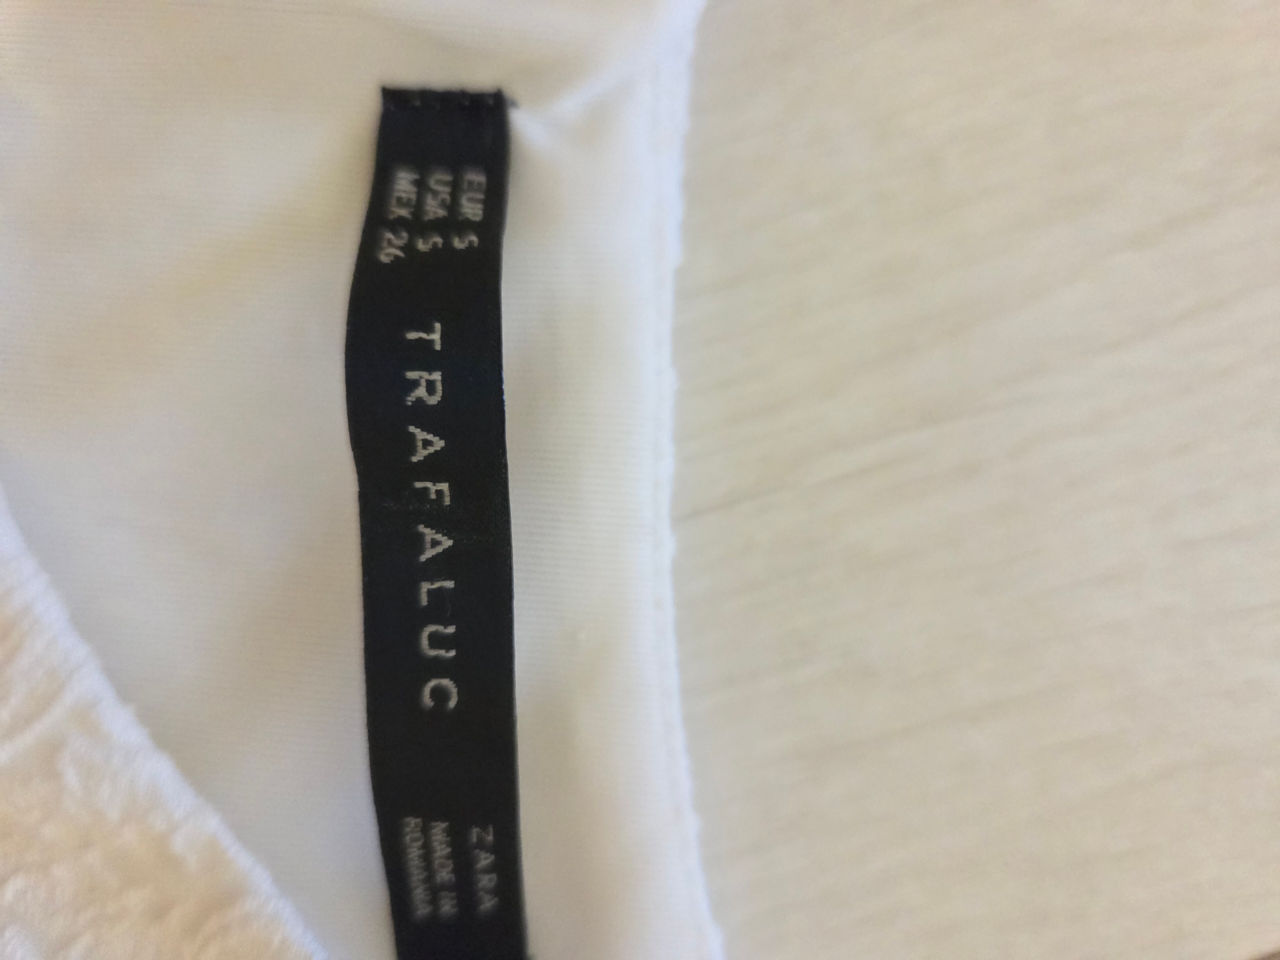 EUR S
USA S
MEX 26
TRAFALUC
ZARA
MADE IN
ROMANIA